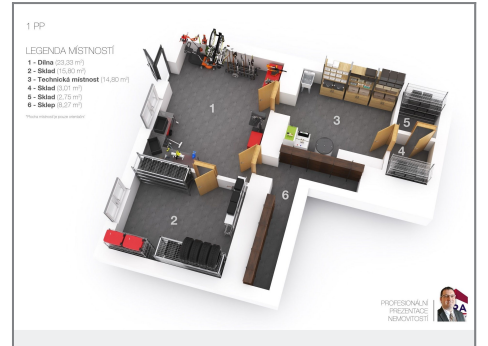 1 PP
LEGENDA MÍSTNOSTÍ
1 - Dílna (23,33 m²)
2 - Sklad (15,80 m²)
3 - Technická místnost (14,80 m²)
4 - Sklad (3,01 m²)
5 - Sklad (2,75 m²)
6 - Sklep (8,37 m²)
1
3
5
4
6
2
PROFESIONÁLNÍ
PREZENTACE
NEMOVITOSTÍ